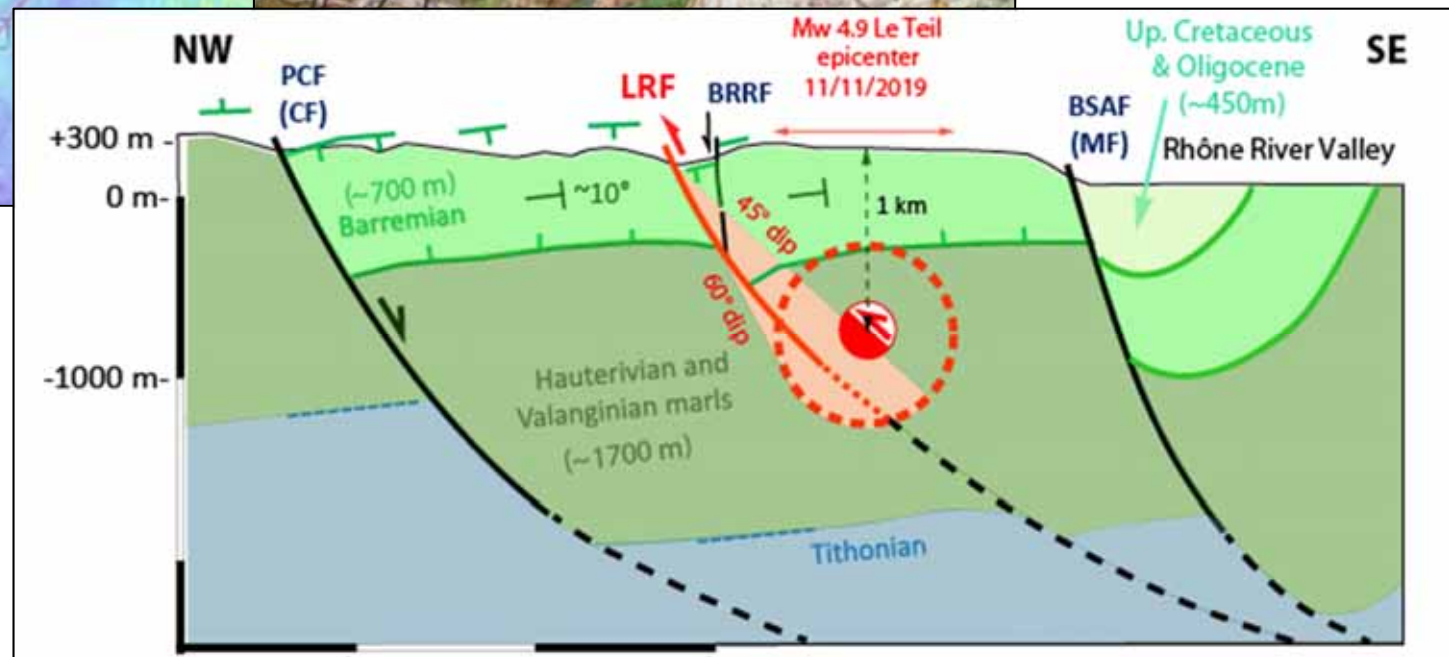 NW
PCF
(CF)
LRF
BRRF
Mw 4.9 Le Teil
epicenter
11/11/2019
Up. Cretaceous
& Oligocene
(~450m)
SE
BSAF
(MF)
Rhône River Valley
+300 m
0 m-
-1000 m-
(~700 m)
Barremian
~10°
45° dip
60° dip
1 km
Hauterivian and
Valanginian marls
(~1700 m)
Tithonian